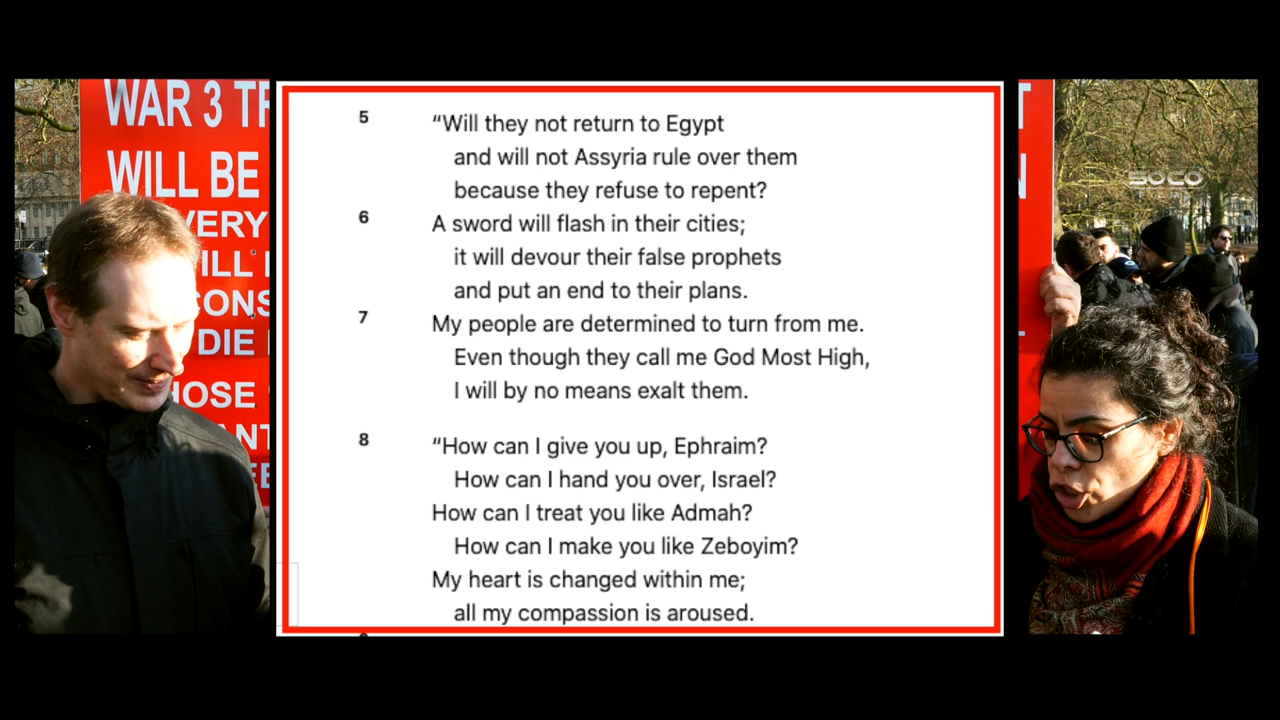 WAR 3
WILL BE
VERY
ILL
CONS
DIE
HOSE
ANT
5 “Will they not return to Egypt
and will not Assyria rule over them
because they refuse to repent?
6 A sword will flash in their cities;
it will devour their false prophets
and put an end to their plans.
7 My people are determined to turn from me.
Even though they call me God Most High,
I will by no means exalt them.
8 “How can I give you up, Ephraim?
How can I hand you over, Israel?
How can I treat you like Admah?
How can I make you like Zeboyim?
My heart is changed within me;
all my compassion is aroused.
SOCO